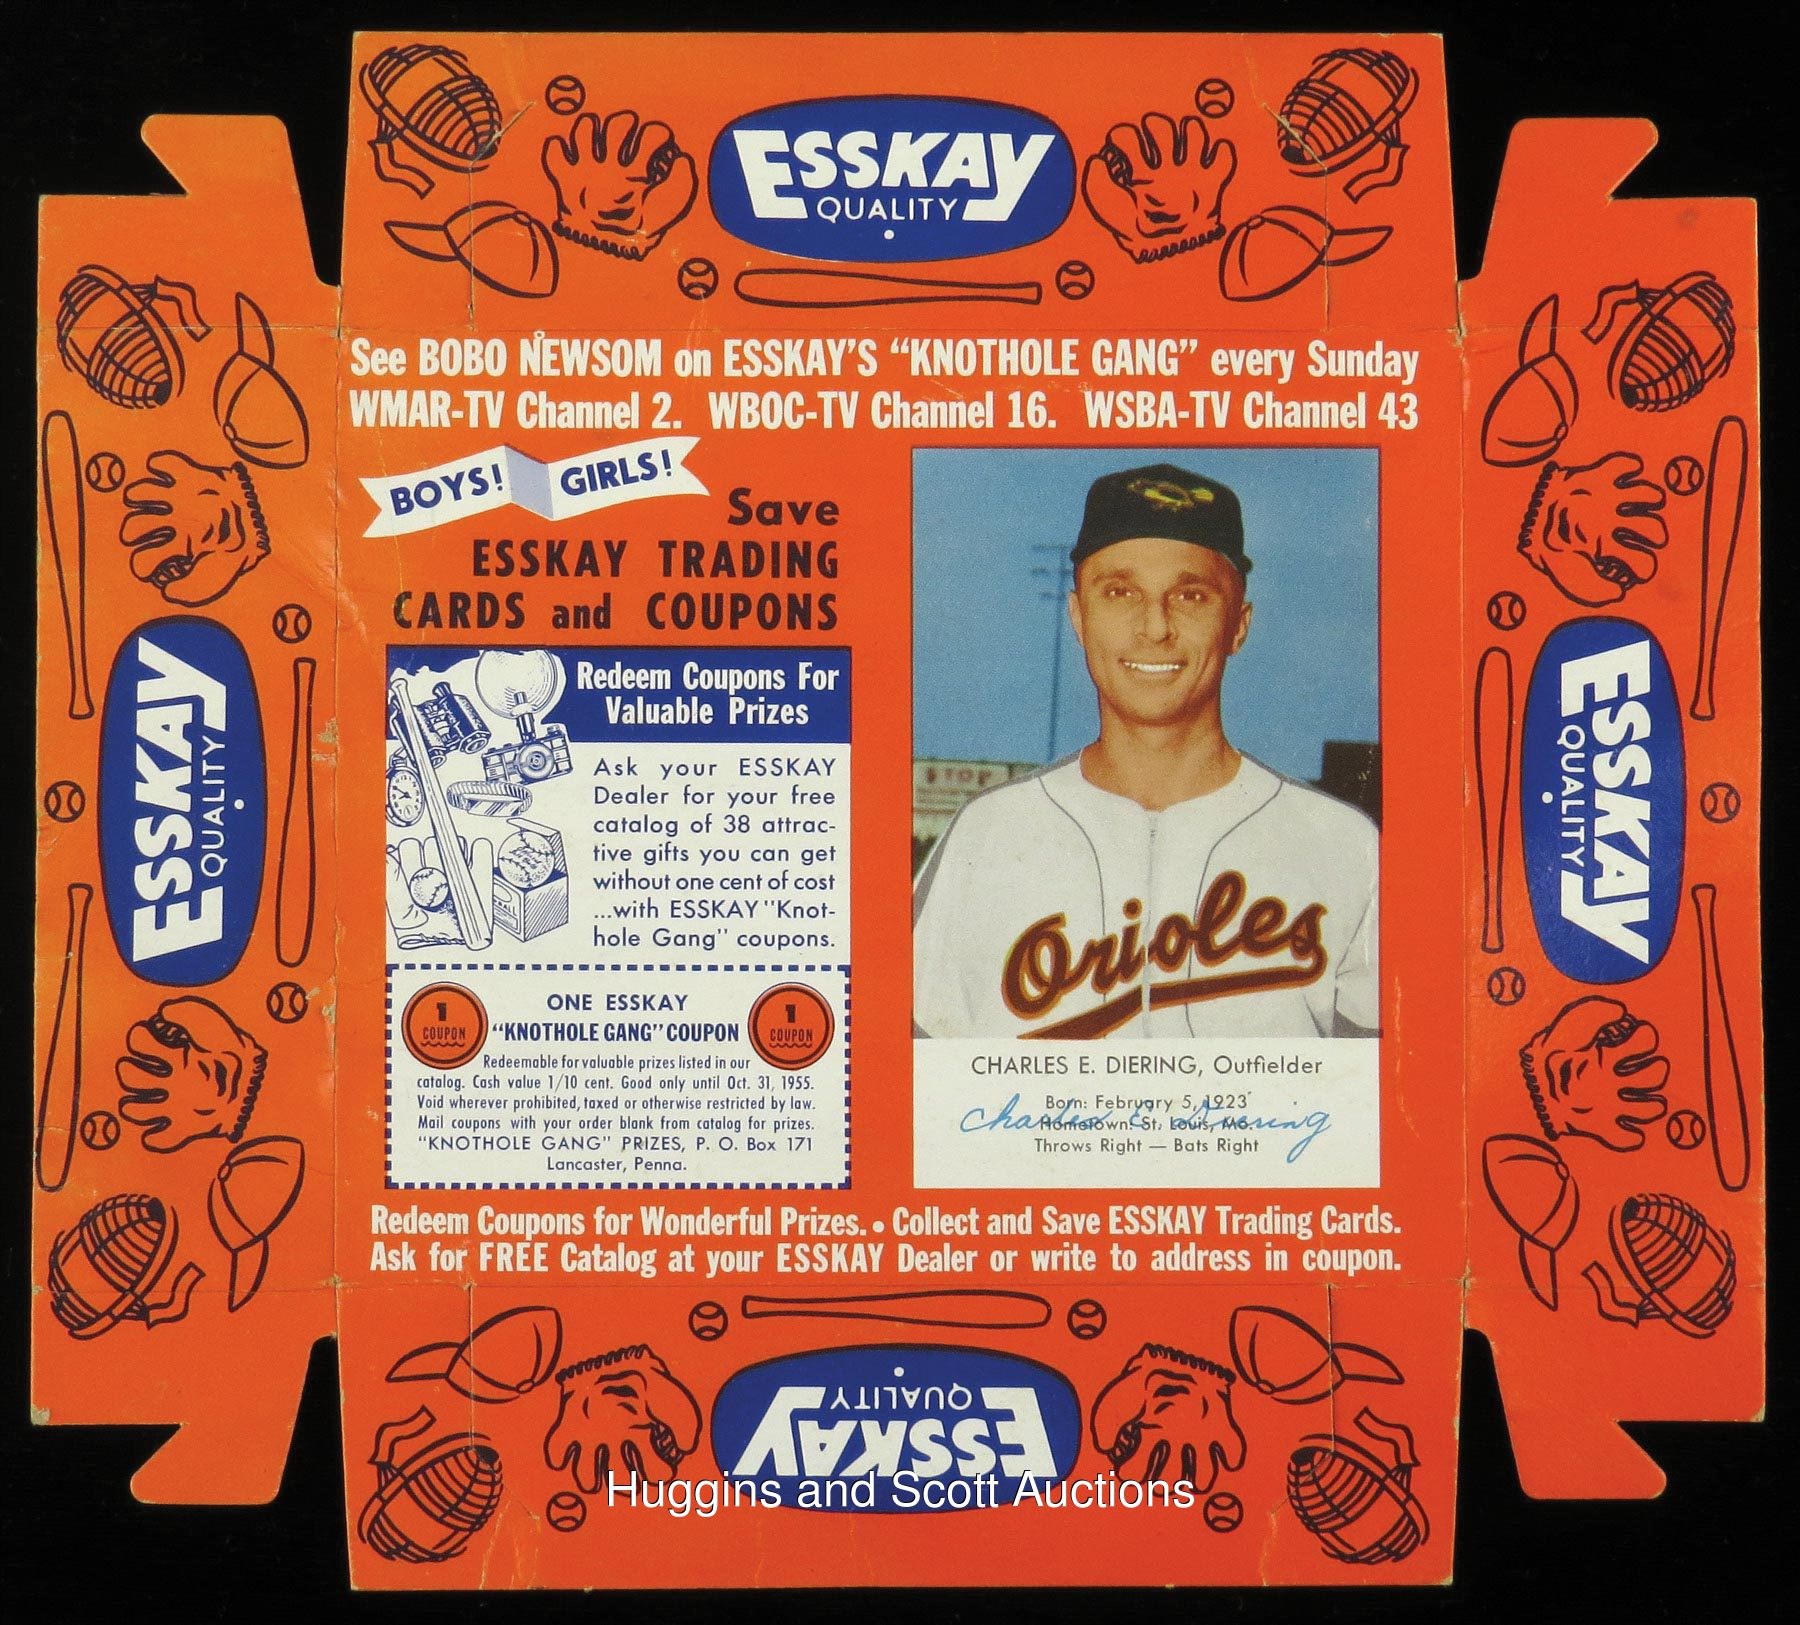 ESSKAY
QUALITY
See BOBO NEWSOM on ESSKAY'S "KNOTHOLE GANG" every Sunday
WMAR-TV Channel 2. WBOC-TV Channel 16. WSBA-TV Channel 43
BOYS! GIRLS!
Save
ESSKAY TRADING
CARDS and COUPONS
Redeem Coupons For
Valuable Prizes
Ask your ESSKAY
Dealer for your free
catalog of 38 attrac-
tive gifts you can get
without one cent of cost
...with ESSKAY "Knot-
hole Gang" coupons.
1
COUPON
ONE ESSKAY
"KNOTHOLE GANG" COUPON
1
COUPON
Redeemable for valuable prizes listed in our
catalog. Cash value 1/10 cent. Good only until Oct. 31, 1955.
Void wherever prohibited, taxed or otherwise restricted by law.
Mail coupons with your order blank from catalog for prizes.
"KNOTHOLE GANG" PRIZES, P. O. Box 171
Lancaster, Penna.
Orioles
CHARLES E. DIERING, Outfielder
Born: February 5, 1923
Charles E. Diering
Hometown: St. Louis, Mo.
Throws Right — Bats Right
Redeem Coupons for Wonderful Prizes. • Collect and Save ESSKAY Trading Cards.
Ask for FREE Catalog at your ESSKAY Dealer or write to address in coupon.
ESSKAY
QUALITY
ESSKAY
QUALITY
ESSKAY
QUALITY
Huggins and Scott Auctions